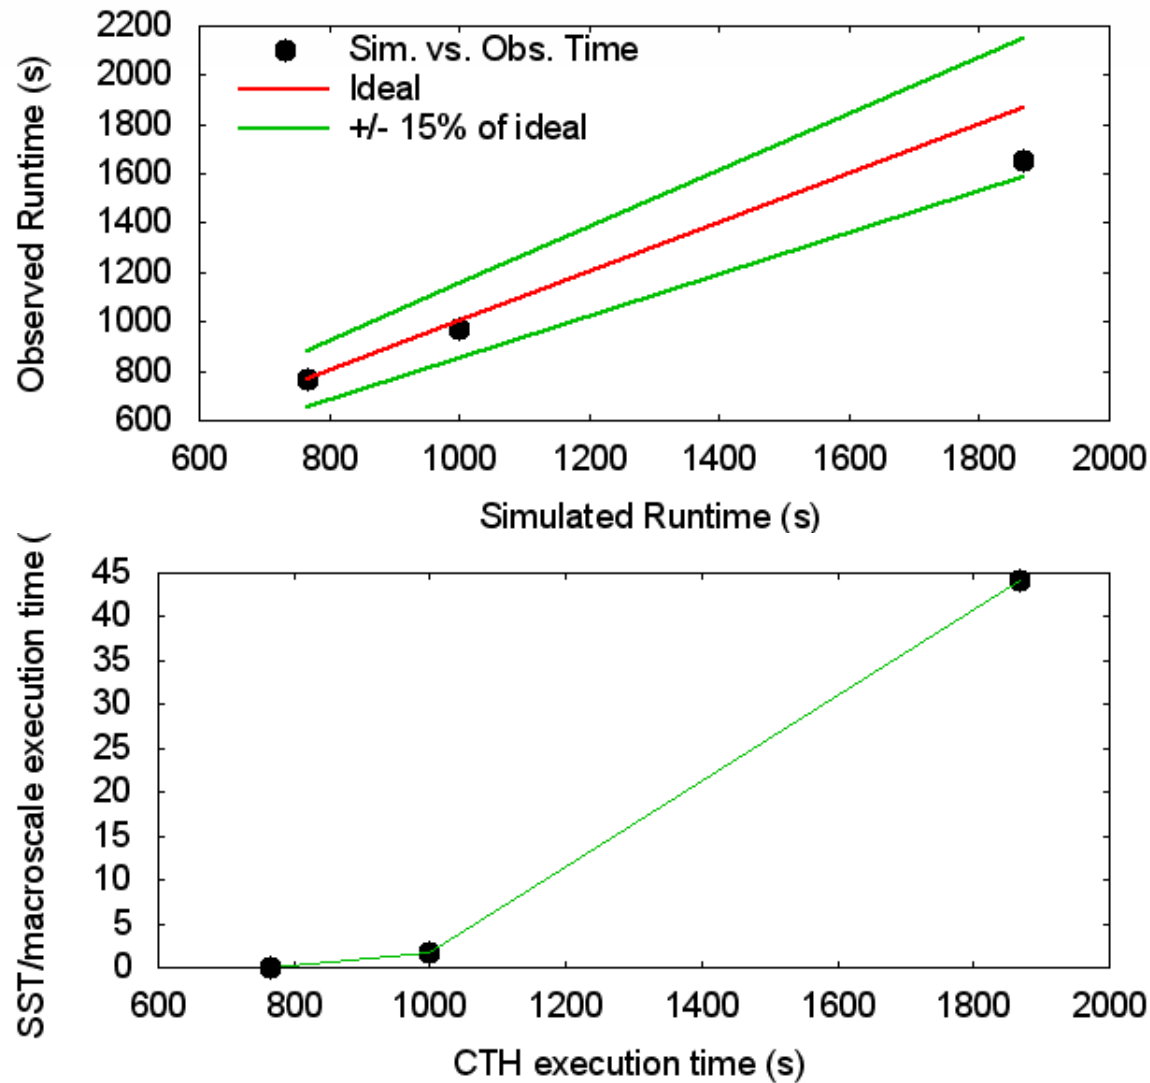 Observed Runtime (s)
2200
2000
1800
1600
1400
1200
1000
800
600
Sim. vs. Obs. Time
Ideal
+/- 15% of ideal
600 800 1000 1200 1400 1600 1800 2000
Simulated Runtime (s)
SST/macroscale execution time (
45
40
35
30
25
20
15
10
5
0
600 800 1000 1200 1400 1600 1800 2000
CTH execution time (s)